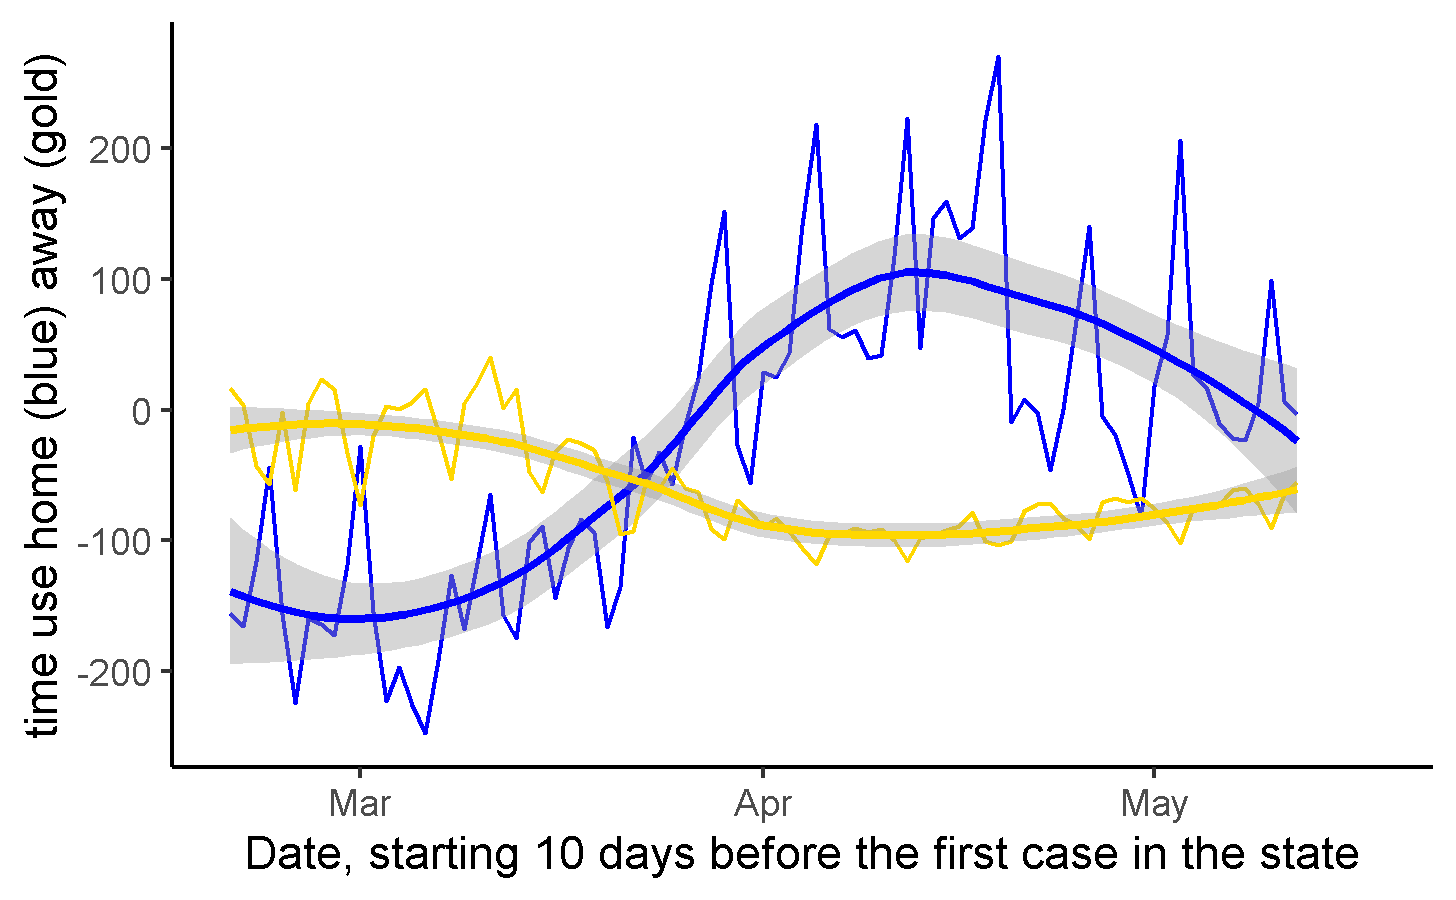 time use home (blue) away (gold)
200
100
0
-100
-200
Mar
Apr
May
Date, starting 10 days before the first case in the state